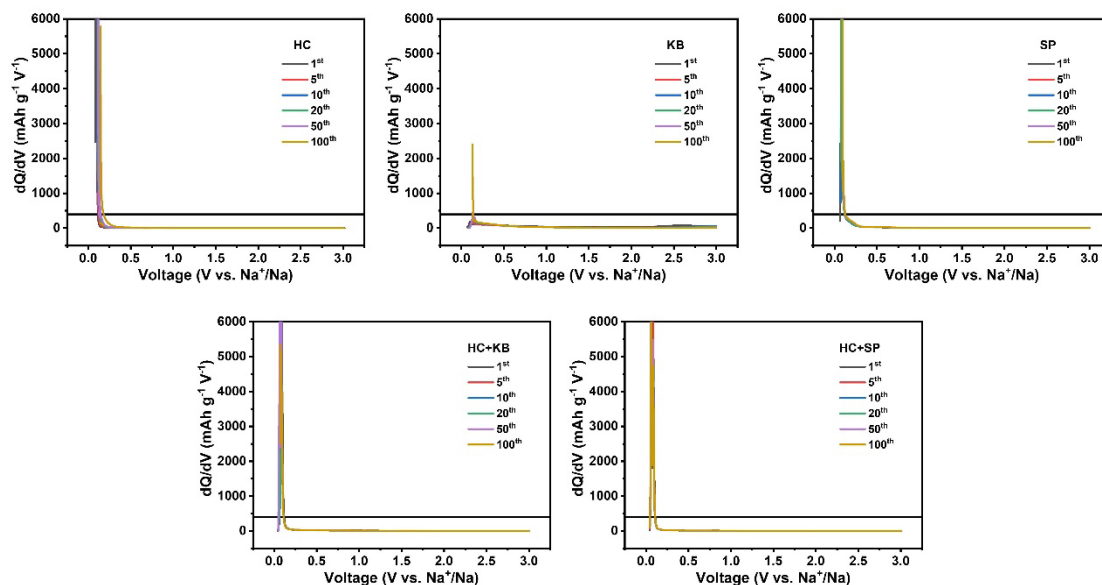 dQ/dV (mAh g⁻¹ V⁻¹)
6000
5000
4000
3000
2000
1000
0
HC
1st
5th
10th
20th
50th
100th
0.0 0.5 1.0 1.5 2.0 2.5 3.0
Voltage (V vs. Na⁺/Na)
dQ/dV (mAh g⁻¹ V⁻¹)
6000
5000
4000
3000
2000
1000
0
KB
1st
5th
10th
20th
50th
100th
0.0 0.5 1.0 1.5 2.0 2.5 3.0
Voltage (V vs. Na⁺/Na)
dQ/dV (mAh g⁻¹ V⁻¹)
6000
5000
4000
3000
2000
1000
0
SP
1st
5th
10th
20th
50th
100th
0.0 0.5 1.0 1.5 2.0 2.5 3.0
Voltage (V vs. Na⁺/Na)
dQ/dV (mAh g⁻¹ V⁻¹)
6000
5000
4000
3000
2000
1000
0
HC+KB
1st
5th
10th
20th
50th
100th
0.0 0.5 1.0 1.5 2.0 2.5 3.0
Voltage (V vs. Na⁺/Na)
dQ/dV (mAh g⁻¹ V⁻¹)
6000
5000
4000
3000
2000
1000
0
HC+SP
1st
5th
10th
20th
50th
100th
0.0 0.5 1.0 1.5 2.0 2.5 3.0
Voltage (V vs. Na⁺/Na)